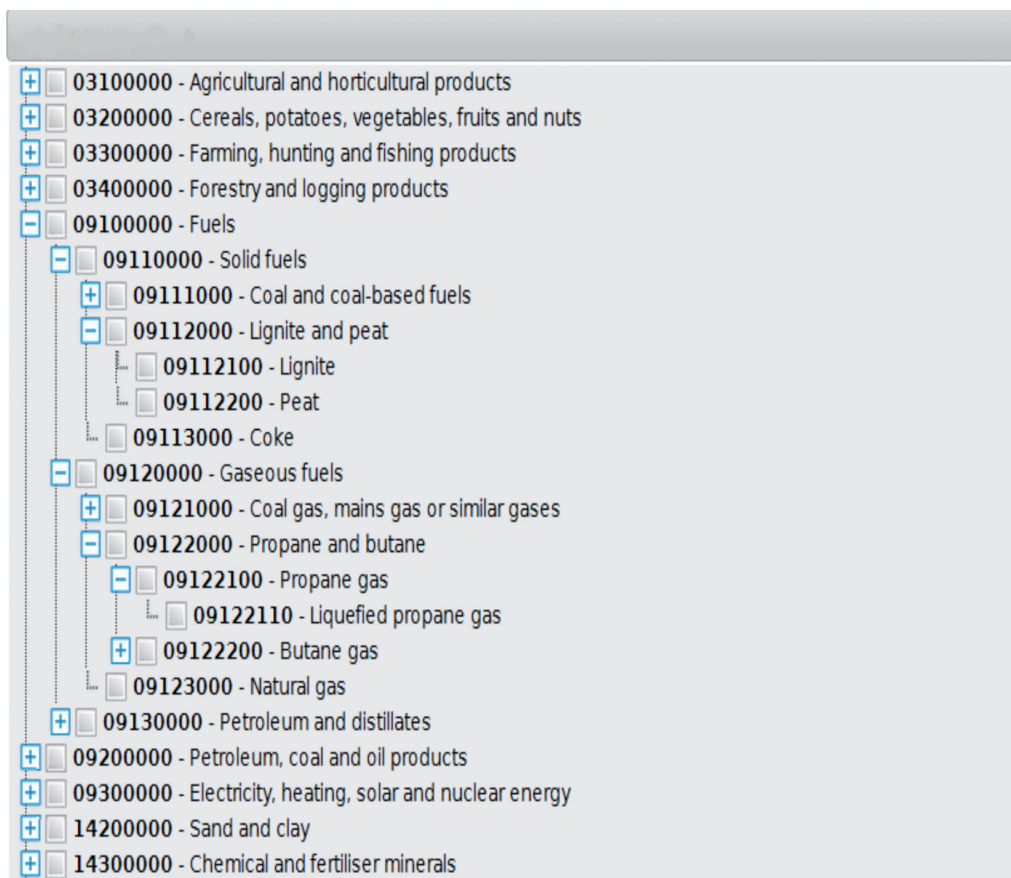 03100000 - Agricultural and horticultural products
03200000 - Cereals, potatoes, vegetables, fruits and nuts
03300000 - Farming, hunting and fishing products
03400000 - Forestry and logging products
09100000 - Fuels
09110000 - Solid fuels
09111000 - Coal and coal-based fuels
09112000 - Lignite and peat
09112100 - Lignite
09112200 - Peat
09113000 - Coke
09120000 - Gaseous fuels
09121000 - Coal gas, mains gas or similar gases
09122000 - Propane and butane
09122100 - Propane gas
09122110 - Liquefied propane gas
09122200 - Butane gas
09123000 - Natural gas
09130000 - Petroleum and distillates
09200000 - Petroleum, coal and oil products
09300000 - Electricity, heating, solar and nuclear energy
14200000 - Sand and clay
14300000 - Chemical and fertiliser minerals